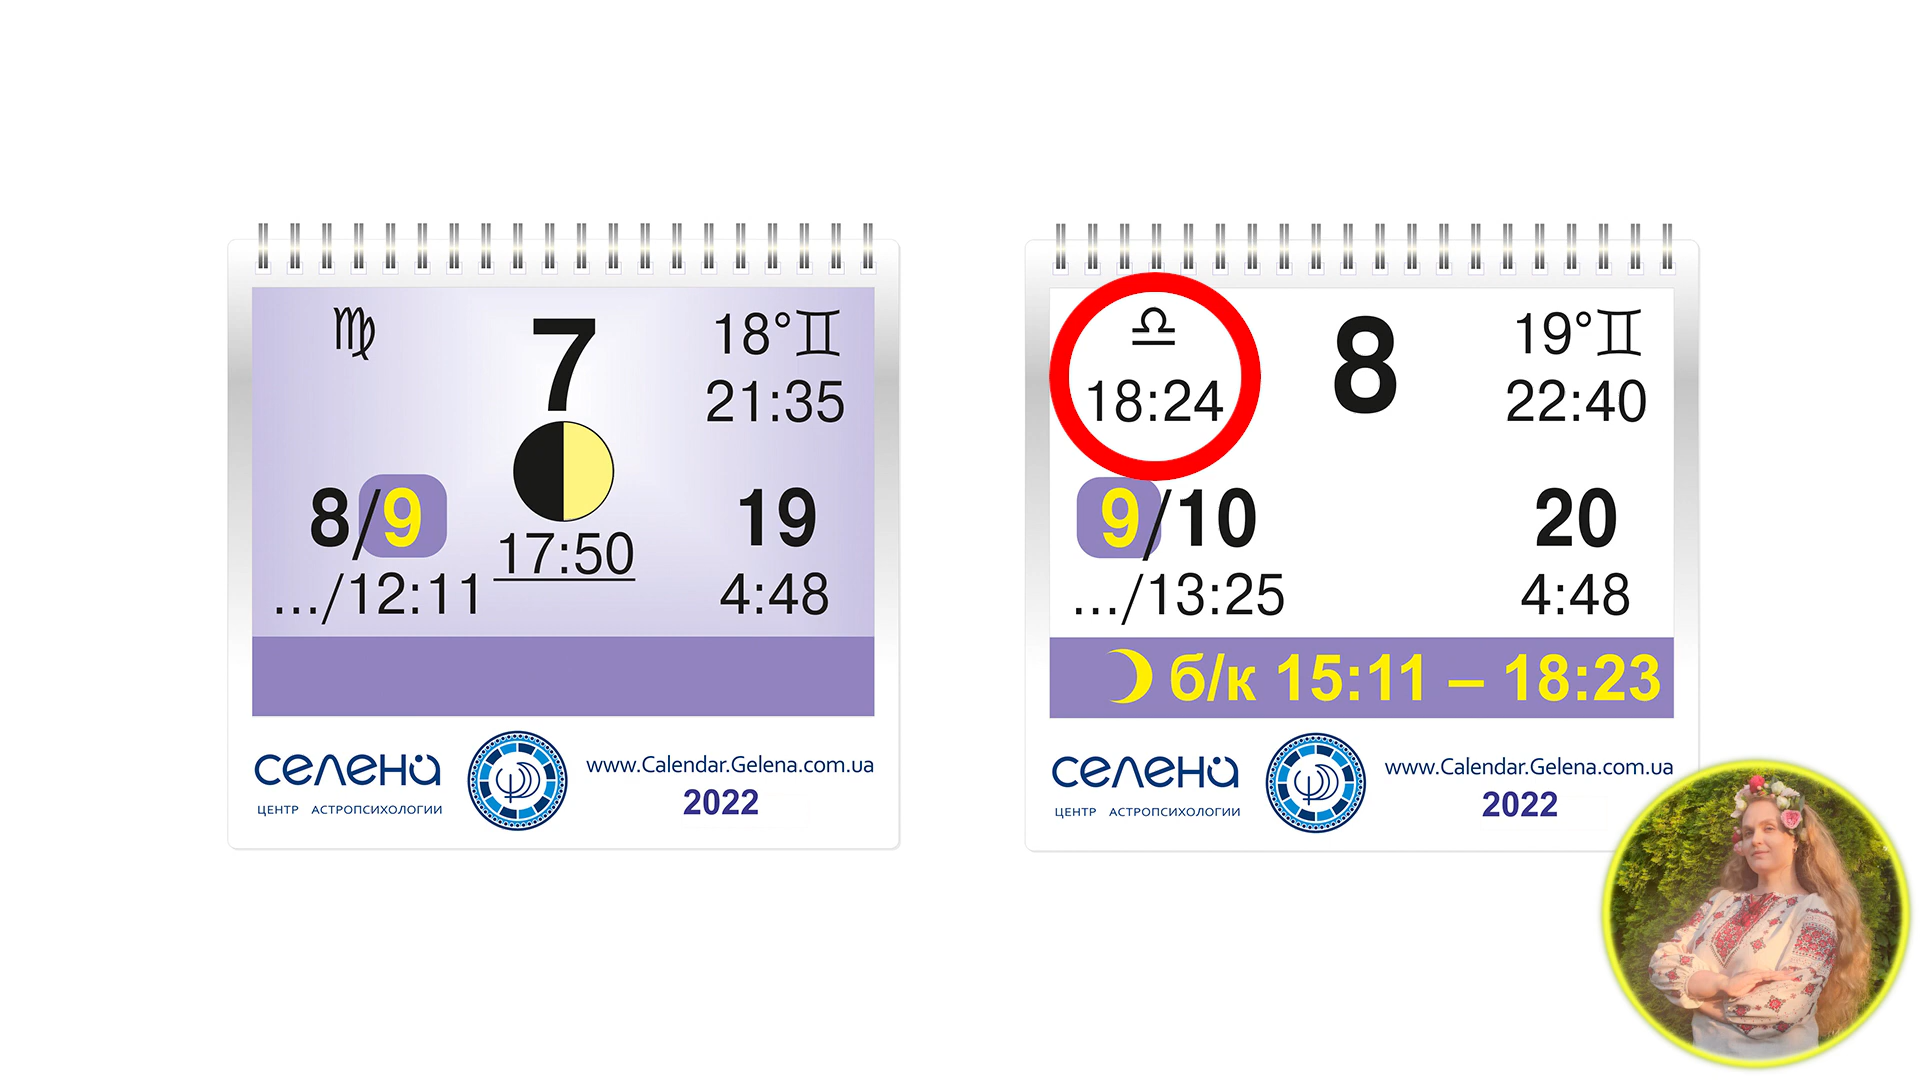 ♍ 7 18°♊
21:35
8/9 19
17:50
.../12:11 4:48
селена
ЦЕНТР АСТРОПСИХОЛОГИИ
www.Calendar.Gelena.com.ua
2022
♎ 8 19°♊
18:24 22:40
9/10 20
.../13:25 4:48
☽ б/к 15:11 – 18:23
селена
ЦЕНТР АСТРОПСИХОЛОГИИ
www.Calendar.Gelena.com.ua
2022